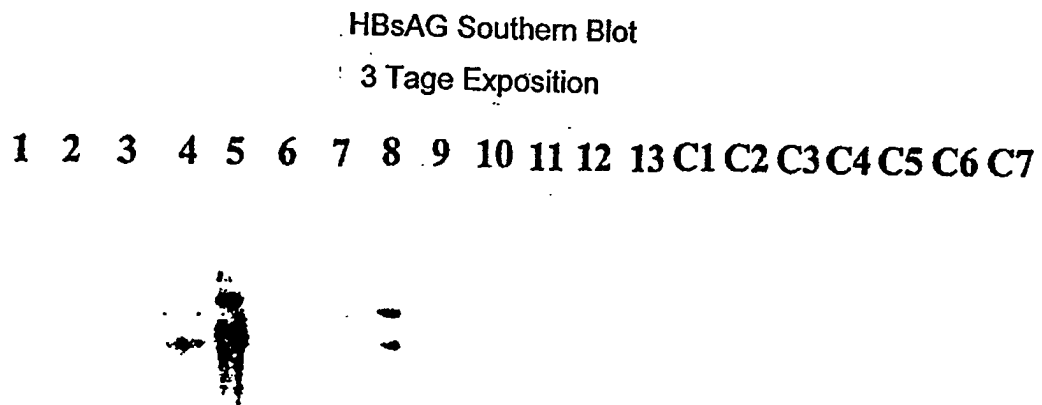 HBsAG Southern Blot
3 Tage Exposition
1 2 3 4 5 6 7 8 9 10 11 12 13 C1 C2 C3 C4 C5 C6 C7